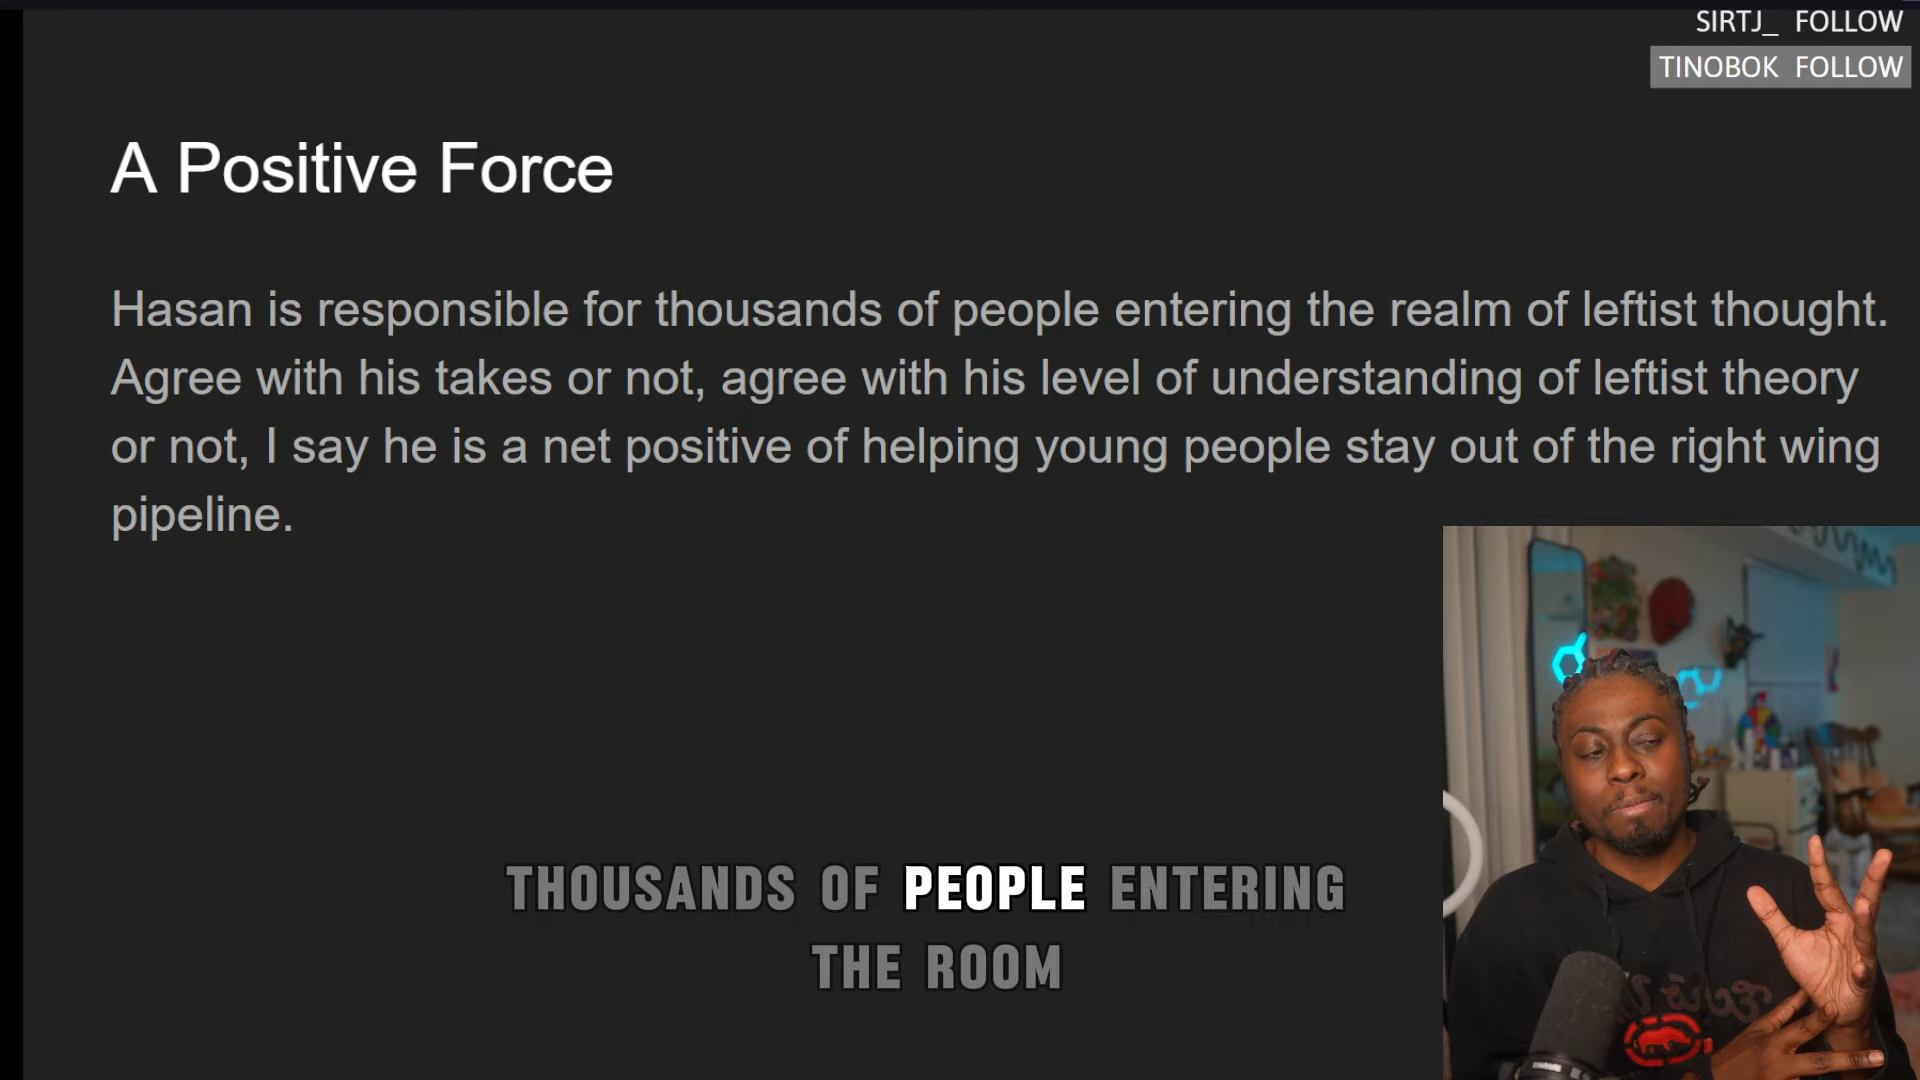 SIRTJ_ FOLLOW
TINOBOK FOLLOW
A Positive Force
Hasan is responsible for thousands of people entering the realm of leftist thought.
Agree with his takes or not, agree with his level of understanding of leftist theory
or not, I say he is a net positive of helping young people stay out of the right wing
pipeline.
THOUSANDS OF PEOPLE ENTERING
THE ROOM